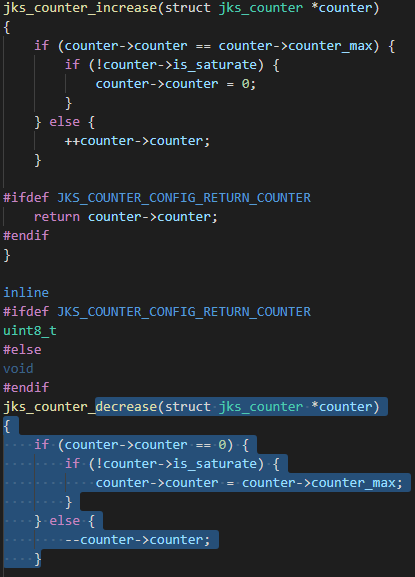 jks_counter_increase(struct jks_counter *counter)
{
    if (counter->counter == counter->counter_max) {
        if (!counter->is_saturate) {
            counter->counter = 0;
        }
    } else {
        ++counter->counter;
    }

#ifdef JKS_COUNTER_CONFIG_RETURN_COUNTER
    return counter->counter;
#endif
}

inline
#ifdef JKS_COUNTER_CONFIG_RETURN_COUNTER
uint8_t
#else
void
#endif
jks_counter_decrease(struct jks_counter *counter)
{
    if (counter->counter == 0) {
        if (!counter->is_saturate) {
            counter->counter = counter->counter_max;
        }
    } else {
        --counter->counter;
    }